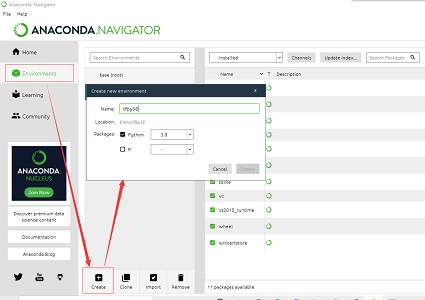 Anaconda Navigator
File Help
ANACONDA.NAVIGATOR
Home
Environments
Learning
Community
ANACONDA
NUCLEUS
Join Now
Discover premium data
science content
Documentation
Anaconda Blog
Search Environments
base (root)
Create new environment
x
Name:
Location:
Packages:
Python
3.8
R
Cancel
Create
Create
Clone
Import
Remove
Installed
Channels
Update index...
Search Packages
Name
T
Description
sqlite
vc
vs2015_runtime
wheel
wincertstore
11 packages available